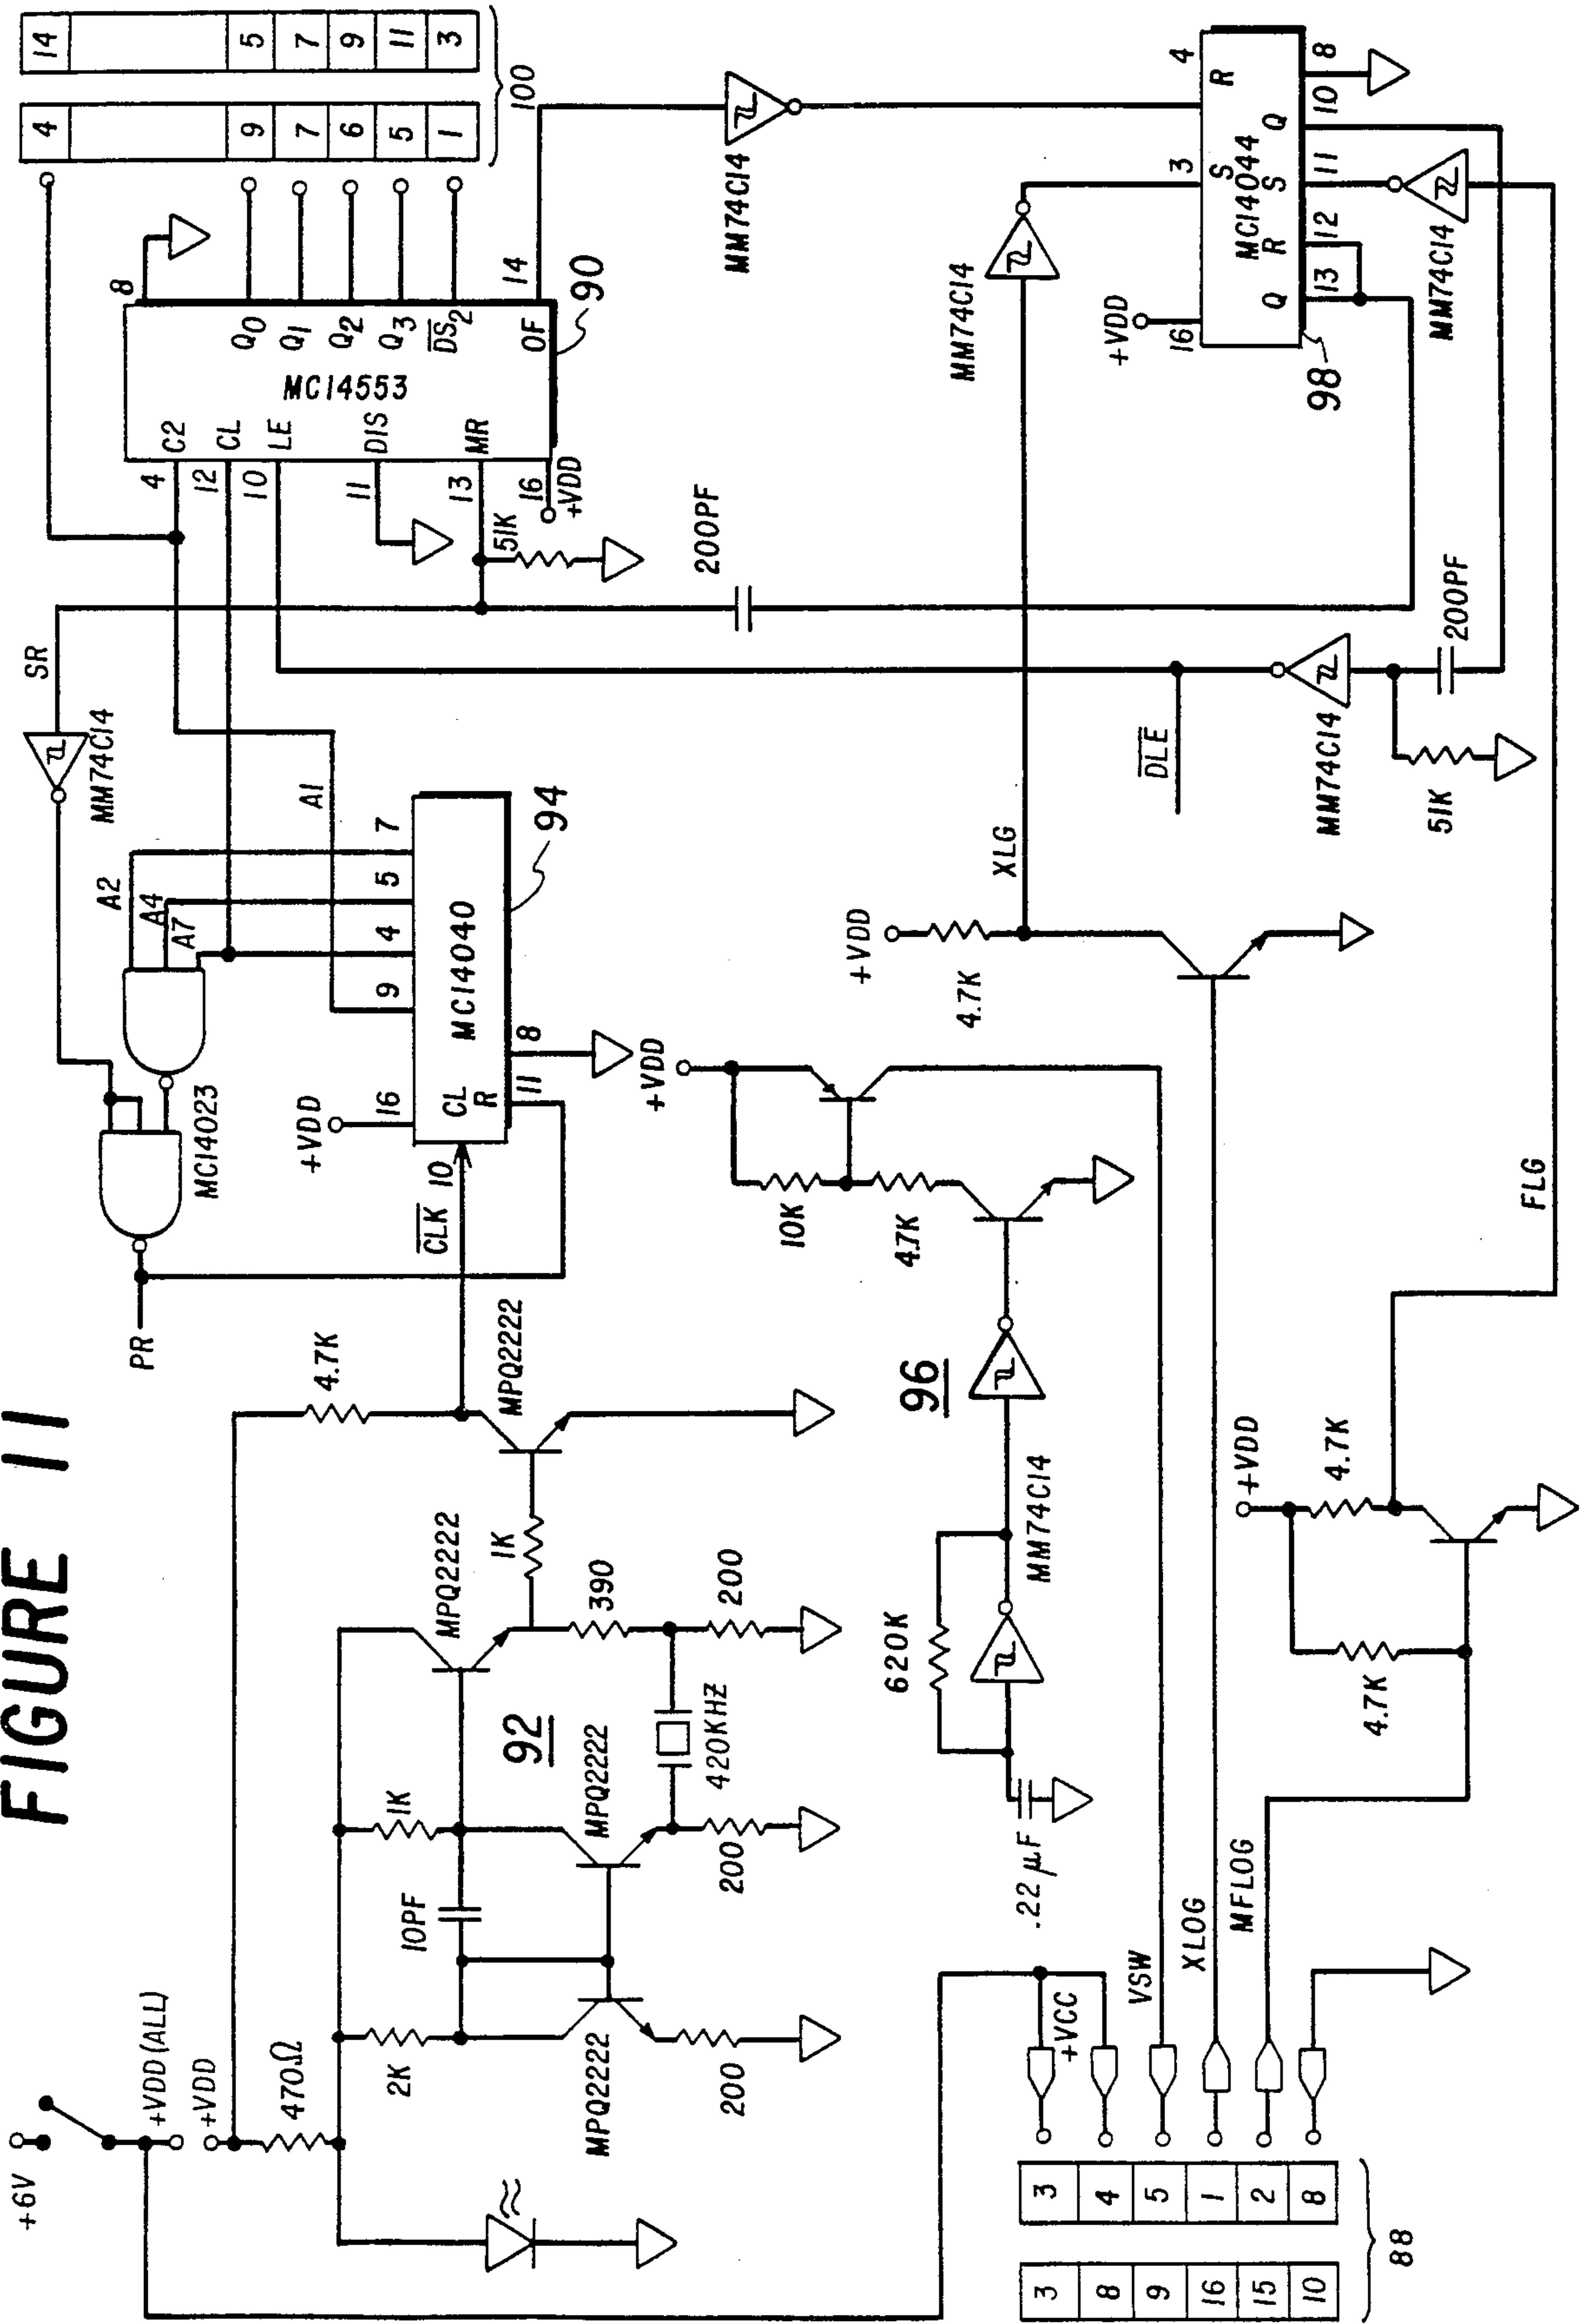 FIGURE 11
+6V
+VDD (ALL)
+VDD
470Ω
2K
10PF
1K
MPQ2222
MPQ2222
MPQ2222
92
200
200
200
420KHZ
390
1K
4.7K
MPQ2222
PR
CLK 10
+VDD
16
CL
R
11
8
MC14040
9
4
5
7
94
MC14023
A2
A4
A7
A1
MM74C14
SR
C2
CL
LE
DIS
MR
4
12
10
11
13
16
+VDD
51K
MC14553
Q0
Q1
Q2
Q3
DS2
OF
8
14
90
4
9
7
6
5
1
14
5
7
9
11
3
100
200PF
MM74C14
MM74C14
+VDD
16
3
4
S
R
MC14044
Q
R
S
Q
13
12
11
10
8
98
MM74C14
200PF
MM74C14
51K
DLE
XLG
+VDD
4.7K
+VDD
10K
4.7K
96
MM74C14
620K
.22 µF
FLG
+VDD
4.7K
4.7K
+VCC
VSW
XLOG
MFLOG
3
4
5
1
2
8
3
8
9
16
15
10
88